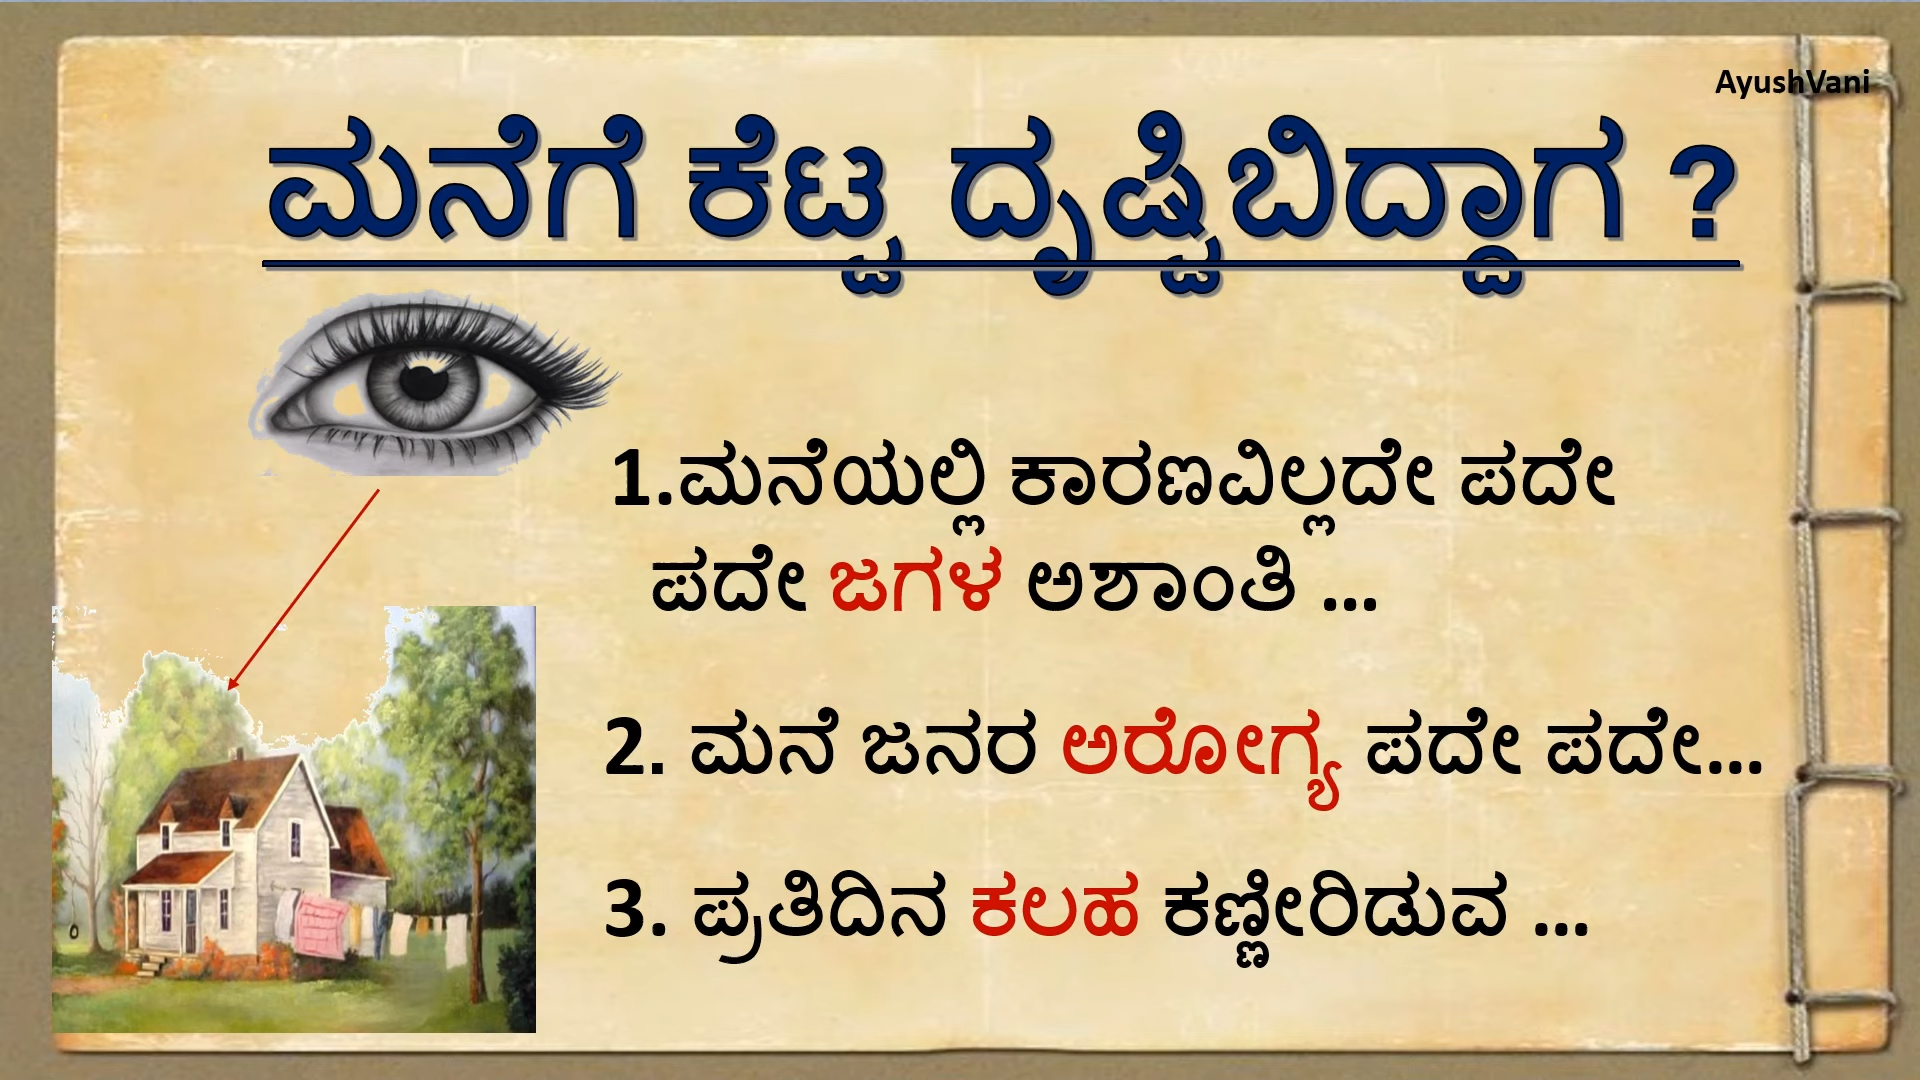 AyushVani
ಮನೆಗೆ ಕೆಟ್ಟ ದೃಷ್ಟಿಬಿದ್ದಾಗ ?
1.ಮನೆಯಲ್ಲಿ ಕಾರಣವಿಲ್ಲದೇ ಪದೇ
ಪದೇ ಜಗಳ ಅಶಾಂತಿ ...
2. ಮನೆ ಜನರ ಅರೋಗ್ಯ ಪದೇ ಪದೇ...
3. ಪ್ರತಿದಿನ ಕಲಹ ಕಣ್ಣೀರಿಡುವ ...